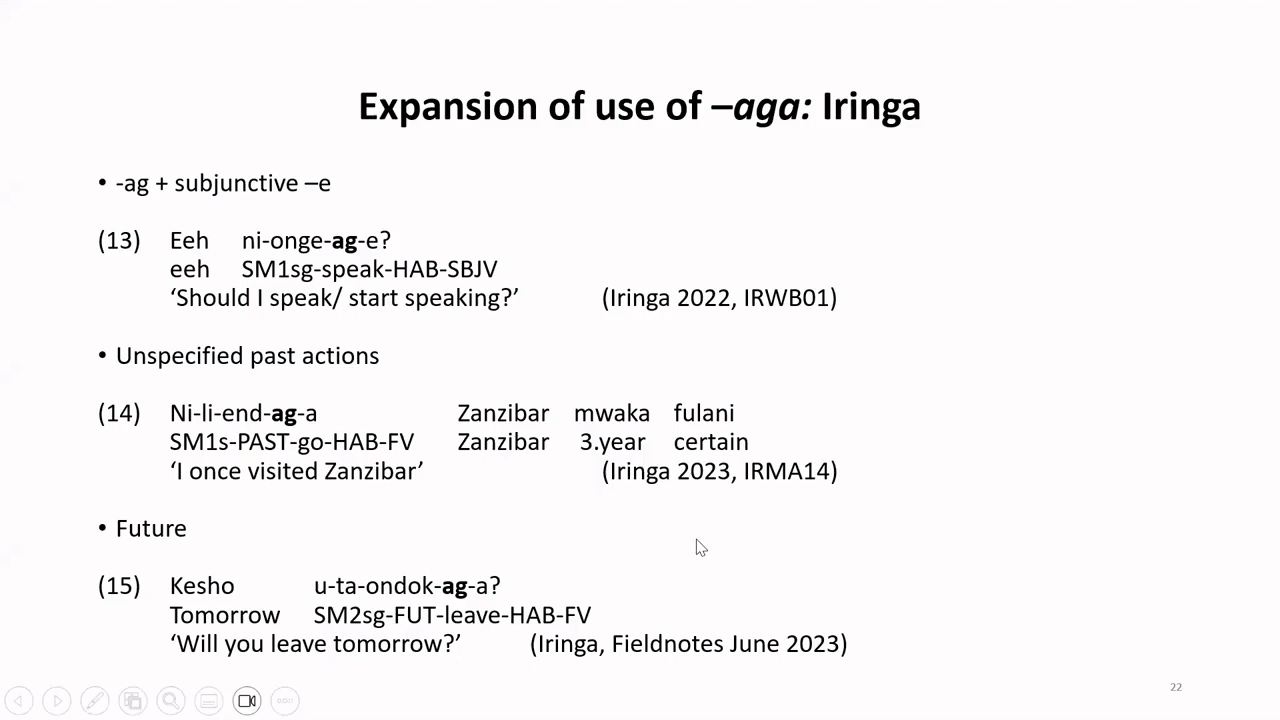 Expansion of use of –aga: Iringa
• -ag + subjunctive –e
(13) Eeh ni-onge-ag-e?
eeh SM1sg-speak-HAB-SBJV
‘Should I speak/ start speaking?’ (Iringa 2022, IRWB01)
• Unspecified past actions
(14) Ni-li-end-ag-a Zanzibar mwaka fulani
SM1s-PAST-go-HAB-FV Zanzibar 3.year certain
‘I once visited Zanzibar’ (Iringa 2023, IRMA14)
• Future
(15) Kesho u-ta-ondok-ag-a?
Tomorrow SM2sg-FUT-leave-HAB-FV
‘Will you leave tomorrow?’ (Iringa, Fieldnotes June 2023)
22